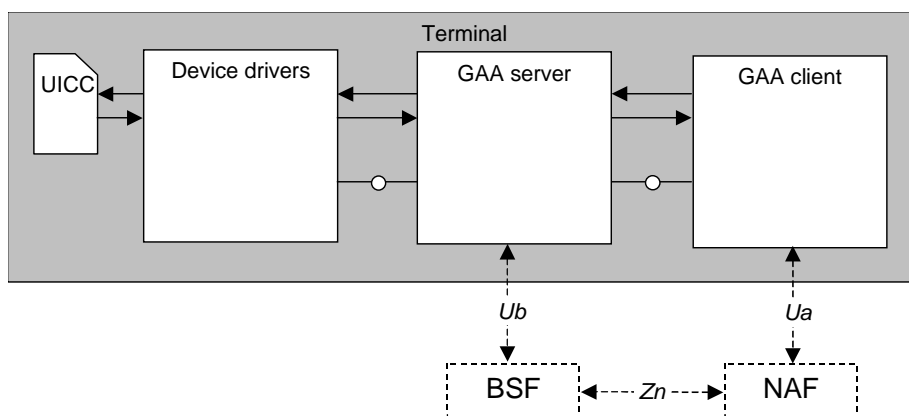 Terminal
UICC
Device drivers
GAA server
GAA client
Ub
Ua
BSF
Zn
NAF